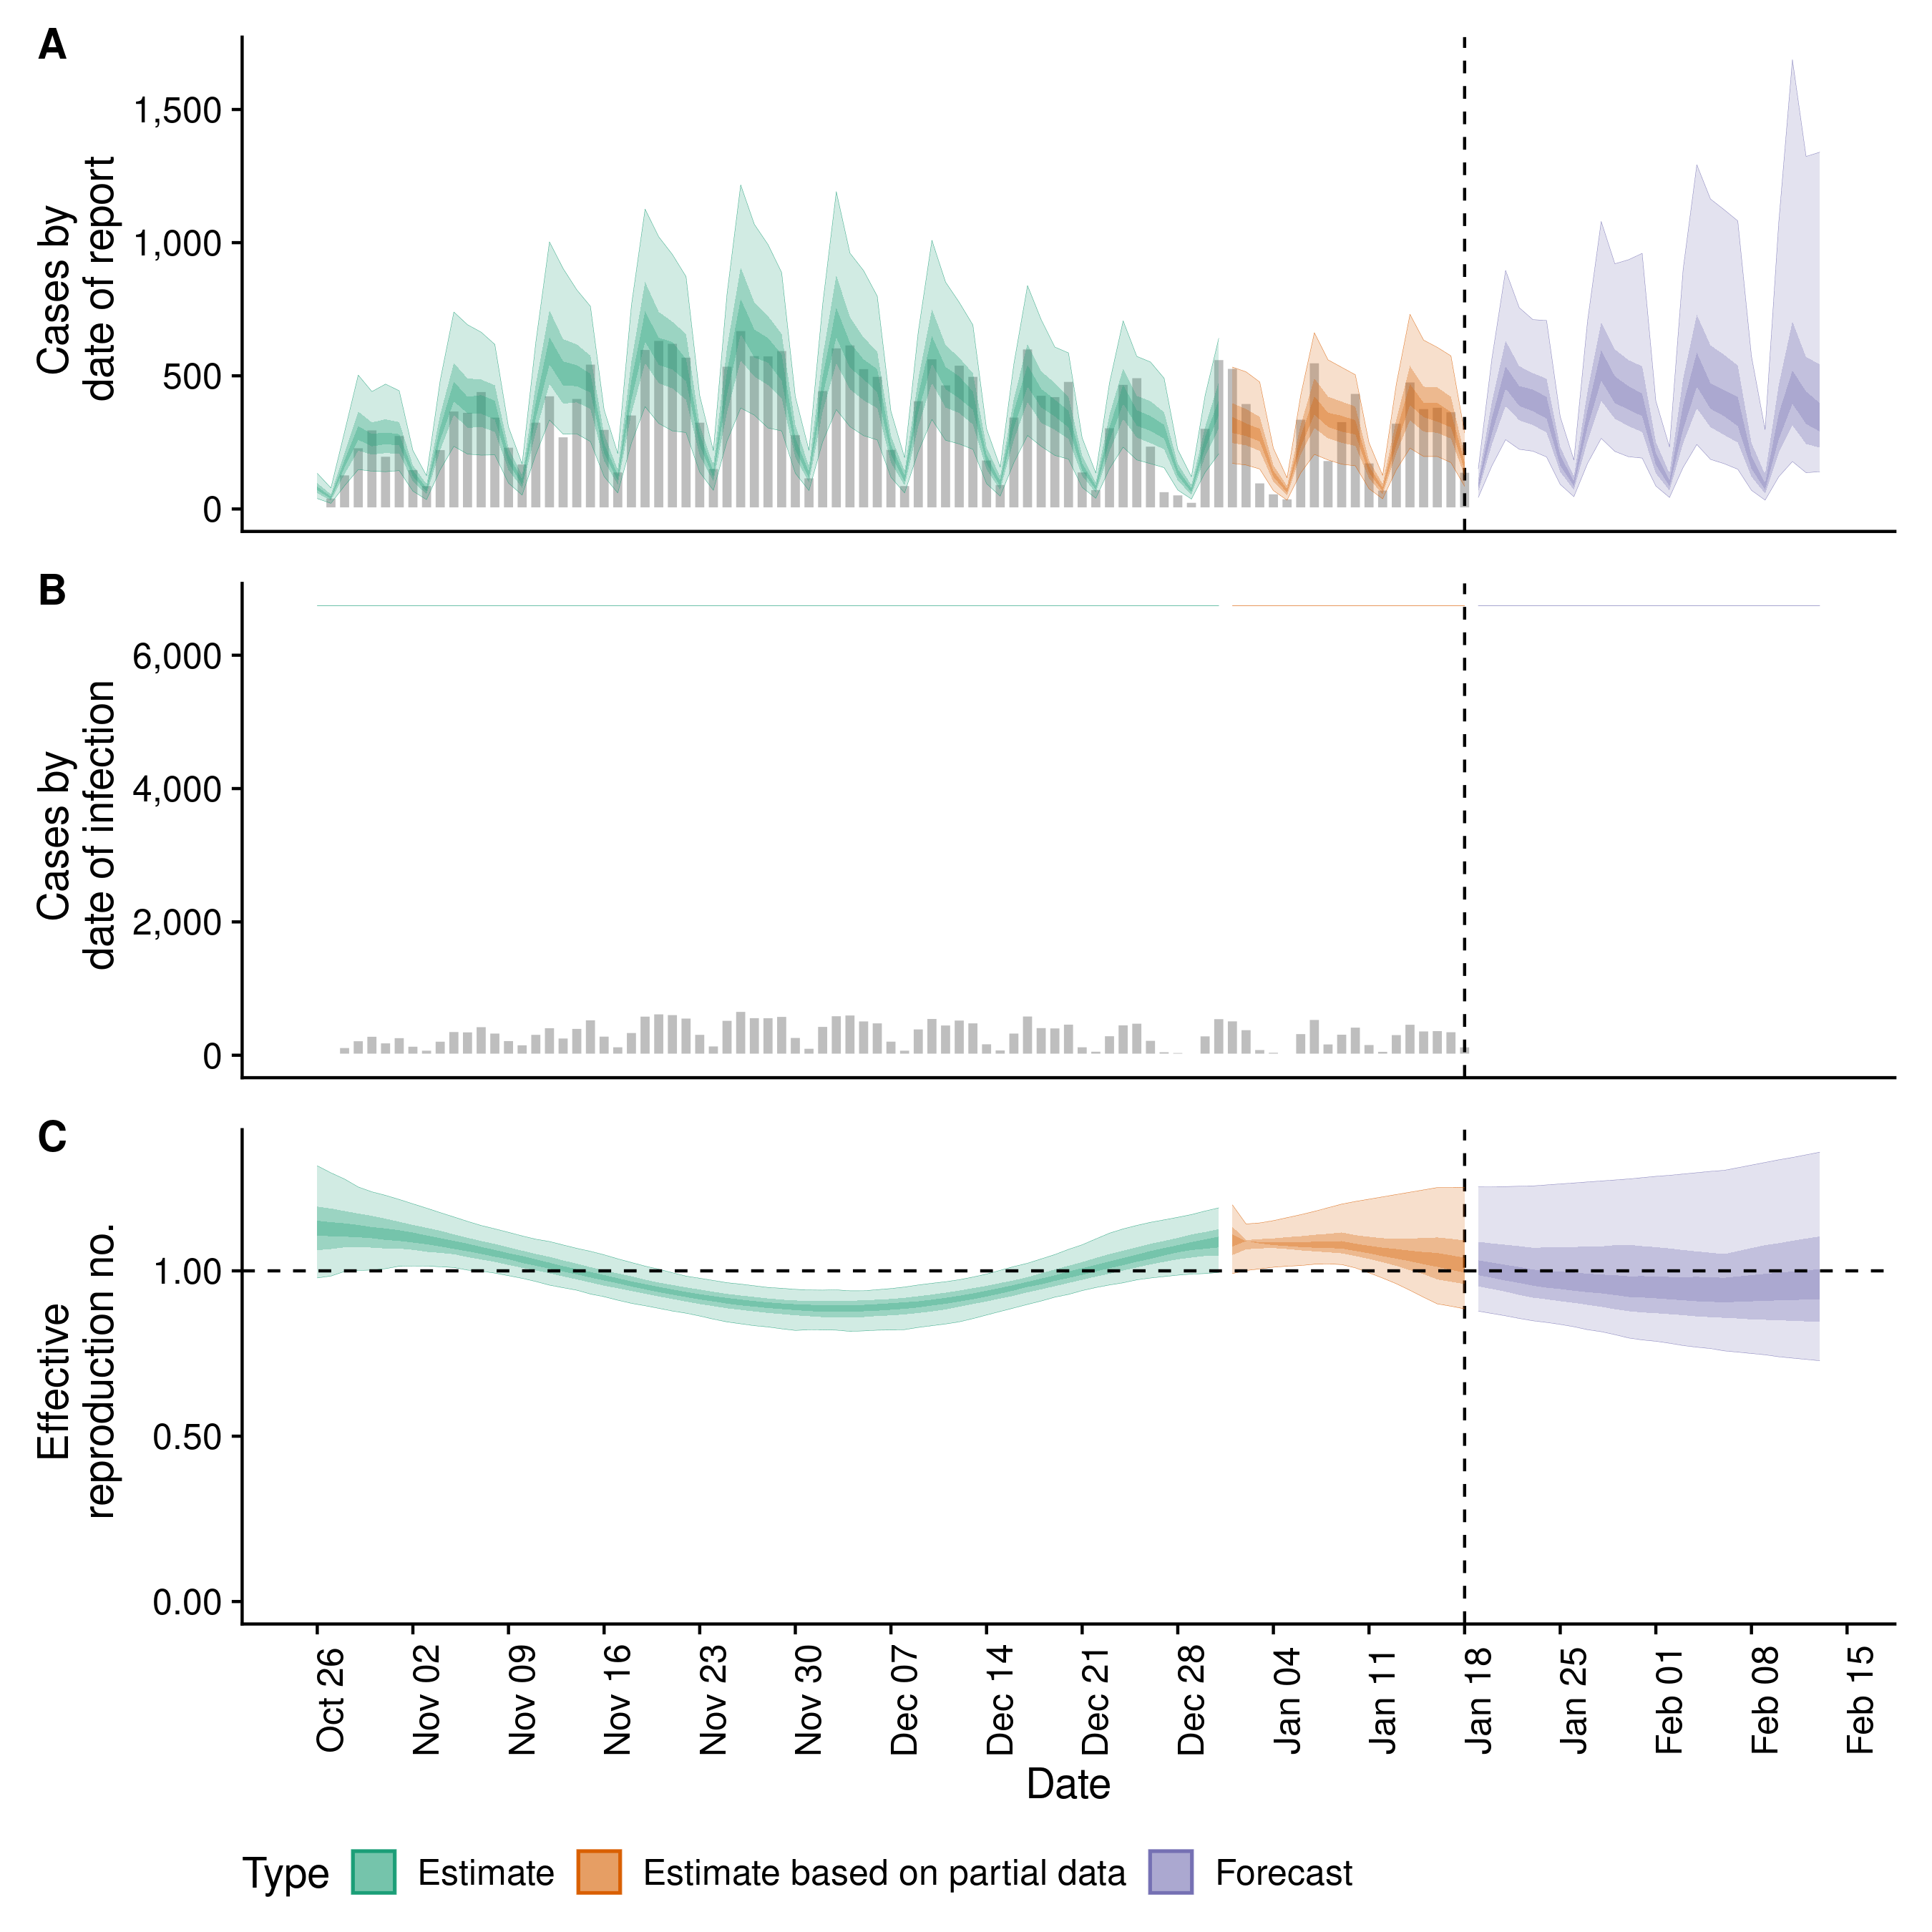 A
Cases by
date of report
1,500
1,000
500
0
B
Cases by
date of infection
6,000
4,000
2,000
0
C
Effective
reproduction no.
1.00
0.50
0.00
Oct 26
Nov 02
Nov 09
Nov 16
Nov 23
Nov 30
Dec 07
Dec 14
Dec 21
Dec 28
Jan 04
Jan 11
Jan 18
Jan 25
Feb 01
Feb 08
Feb 15
Date
Type Estimate Estimate based on partial data Forecast